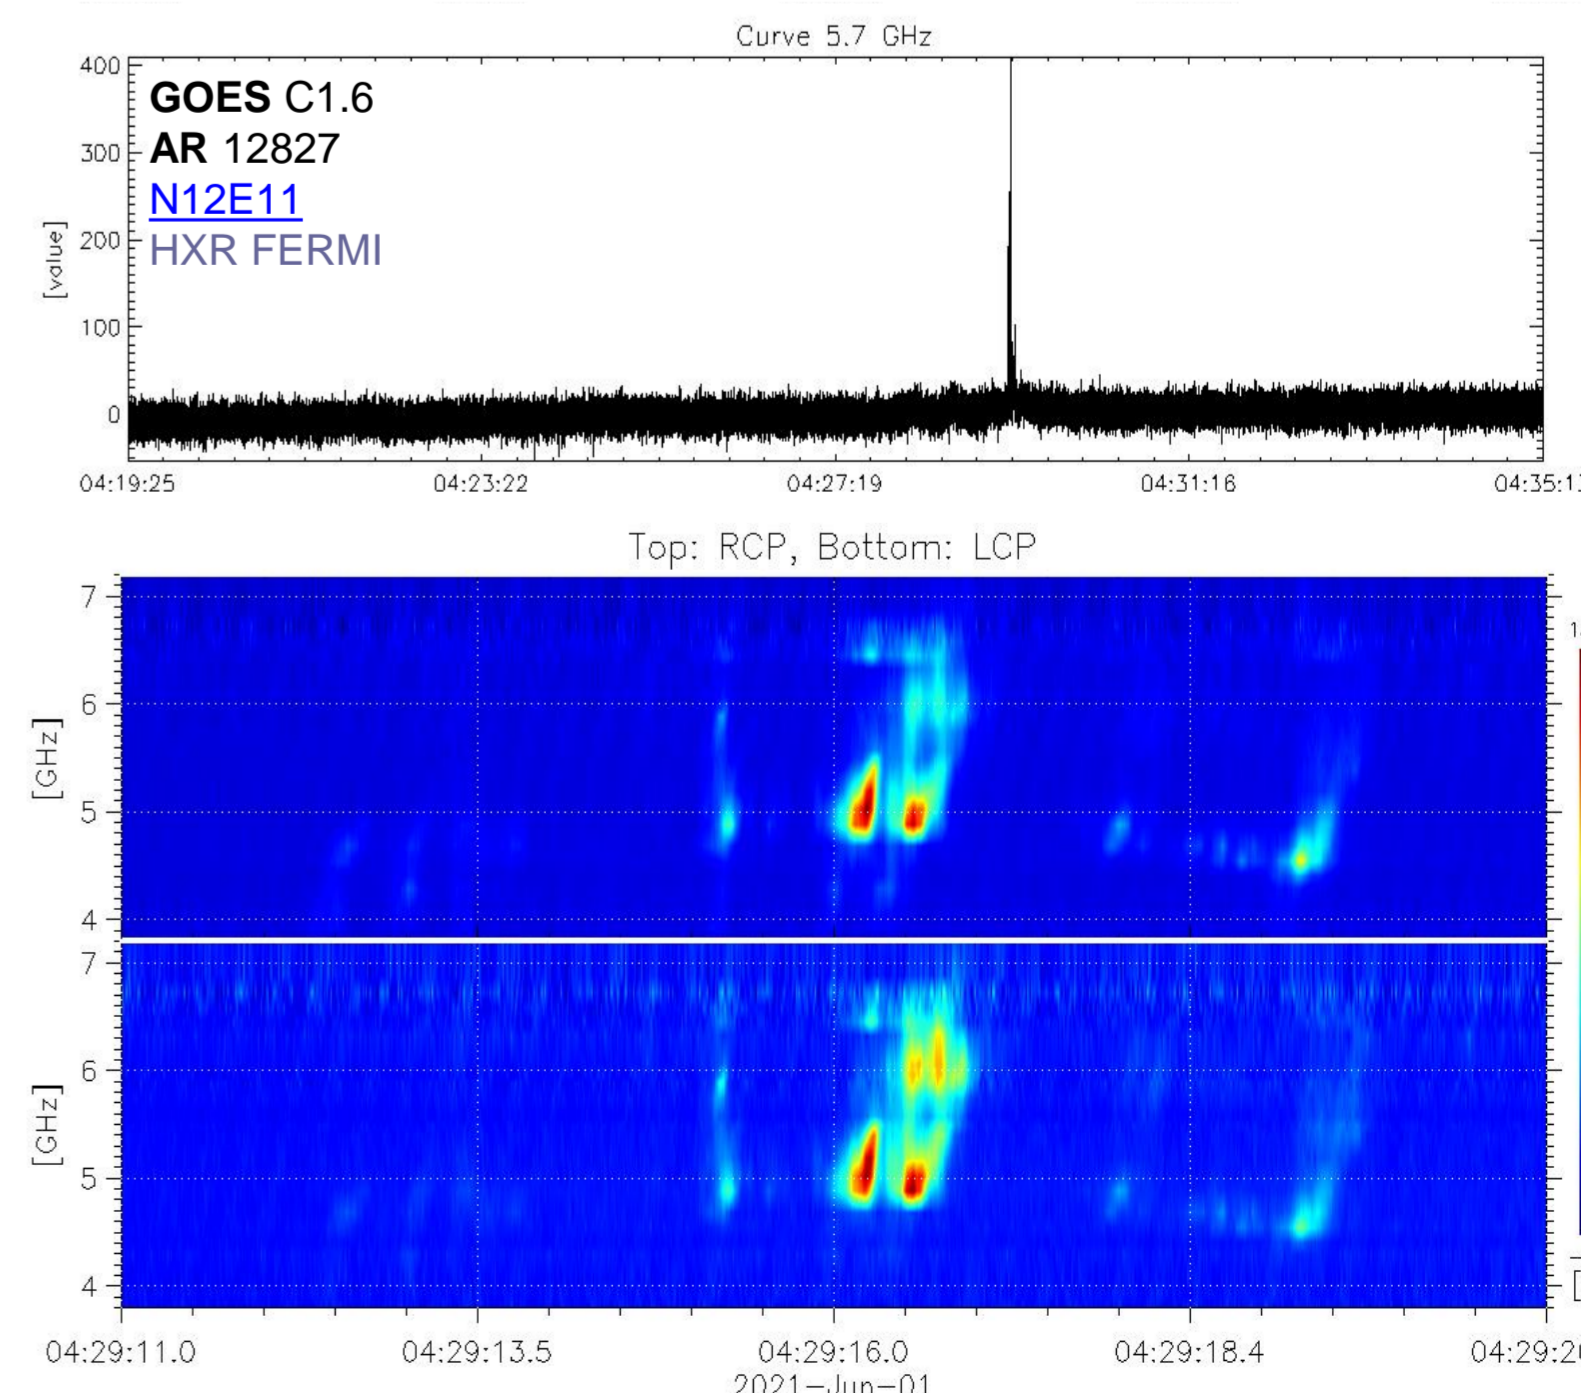 Curve 5.7 GHz
400
300
200
100
0
[value]
GOES C1.6
AR 12827
N12E11
HXR FERMI
04:19:25 04:23:22 04:27:19 04:31:16
Top: RCP, Bottom: LCP
7
6
5
4
[GHz]
7
6
5
4
[GHz]
04:29:11.0 04:29:13.5 04:29:16.0 04:29:18.4
2021-Jun-01